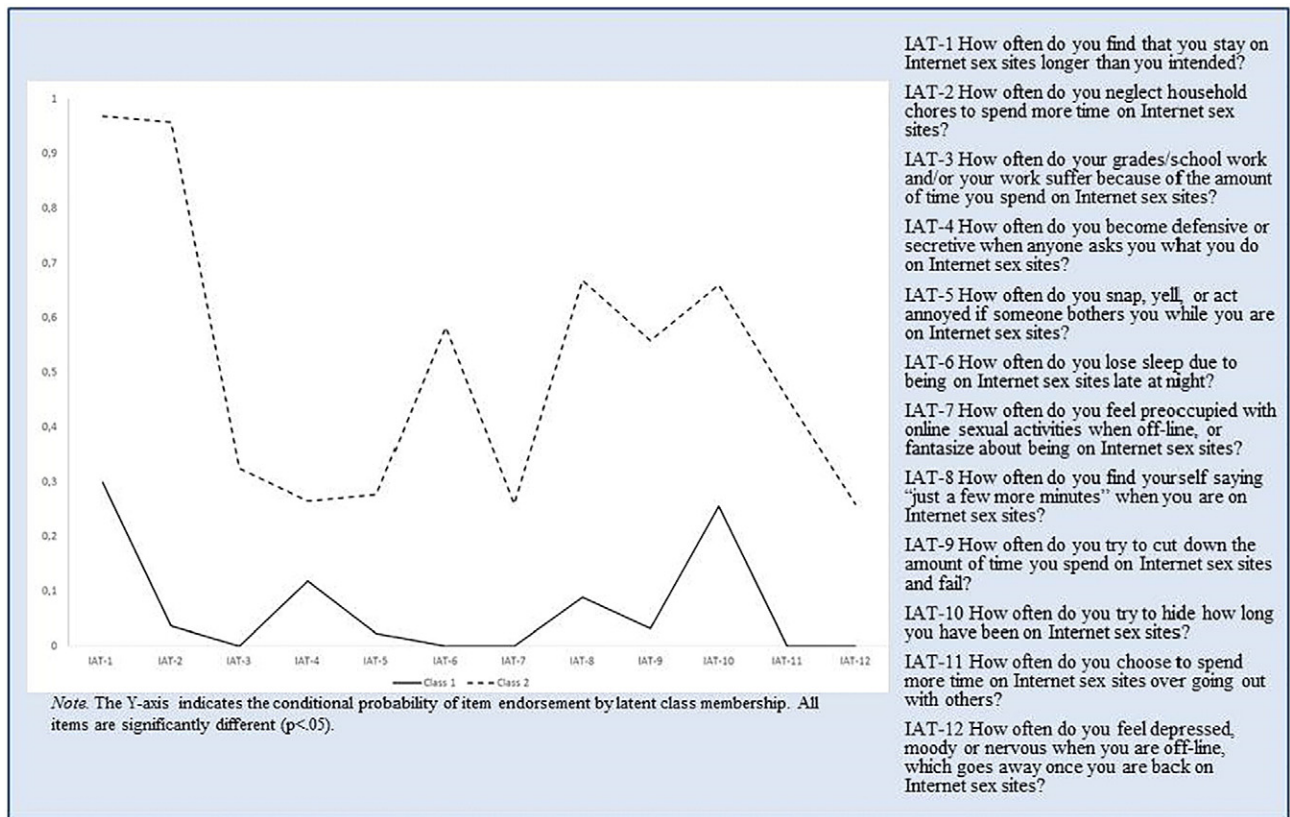 1
0,9
0,8
0,7
0,6
0,5
0,4
0,3
0,2
0,1
0
IAT-1 IAT-2 IAT-3 IAT-4 IAT-5 IAT-6 IAT-7 IAT-8 IAT-9 IAT-10 IAT-11 IAT-12
Class 1 Class 2
Note. The Y-axis indicates the conditional probability of item endorsement by latent class membership. All
items are significantly different (p<.05).
IAT-1 How often do you find that you stay on
Internet sex sites longer than you intended?
IAT-2 How often do you neglect household
chores to spend more time on Internet sex
sites?
IAT-3 How often do your grades/school work
and/or your work suffer because of the amount
of time you spend on Internet sex sites?
IAT-4 How often do you become defensive or
secretive when anyone asks you what you do
on Internet sex sites?
IAT-5 How often do you snap, yell, or act
annoyed if someone bothers you while you are
on Internet sex sites?
IAT-6 How often do you lose sleep due to
being on Internet sex sites late at night?
IAT-7 How often do you feel preoccupied with
online sexual activities when off-line, or
fantasize about being on Internet sex sites?
IAT-8 How often do you find yourself saying
“just a few more minutes” when you are on
Internet sex sites?
IAT-9 How often do you try to cut down the
amount of time you spend on Internet sex sites
and fail?
IAT-10 How often do you try to hide how long
you have been on Internet sex sites?
IAT-11 How often do you choose to spend
more time on Internet sex sites over going out
with others?
IAT-12 How often do you feel depressed,
moody or nervous when you are off-line,
which goes away once you are back on
Internet sex sites?